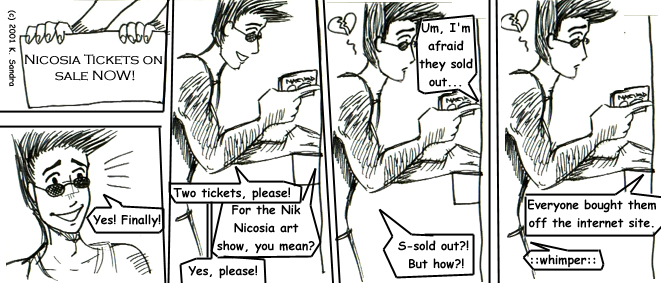 (c) 2001 K. Sandra
Nicosia Tickets on
sale NOW!
Yes! Finally!
Two tickets, please!
For the Nik
Nicosia art
show, you mean?
Yes, please!
Um, I'm
afraid
they sold
out...
S-sold out?!
But how?!
Everyone bought them
off the internet site.
::whimper::